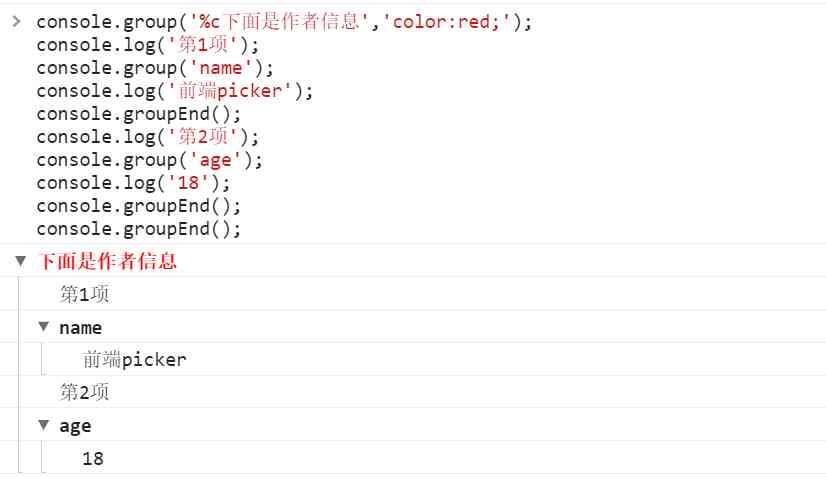 console.group('%c下面是作者信息','color:red;');
console.log('第1项');
console.group('name');
console.log('前端picker');
console.groupEnd();
console.log('第2项');
console.group('age');
console.log('18');
console.groupEnd();
console.groupEnd();
下面是作者信息
第1项
name
前端picker
第2项
age
18